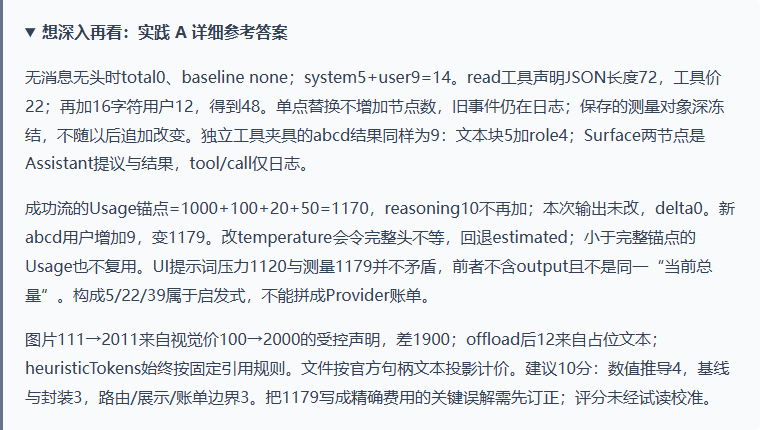 ▼ 想深入再看：实践 A 详细参考答案
无消息无头时total0、baseline none；system5+user9=14。read工具声明JSON长度72，工具价
22；再加16字符用户12，得到48。单点替换不增加节点数，旧事件仍在日志；保存的测量对象深冻
结，不随以后追加改变。独立工具夹具的abcd结果同样为9：文本块5加role4；Surface两节点是
Assistant提议与结果，tool/call仅日志。
成功流的Usage锚点=1000+100+20+50=1170，reasoning10不再加；本次输出未改，delta0。新
abcd用户增加9，变1179。改temperature会令完整头不等，回退estimated；小于完整锚点的
Usage也不复用。UI提示词压力1120与测量1179并不矛盾，前者不含output且不是同一“当前总
量”。构成5/22/39属于启发式，不能拼成Provider账单。
图片111→2011来自视觉价100→2000的受控声明，差1900；offload后12来自占位文本；
heuristicTokens始终按固定引用规则。文件按官方句柄文本投影计价。建议10分：数值推导4，基线
与封装3，路由/展示/账单边界3。把1179写成精确费用的关键误解需先订正；评分未经试读校准。